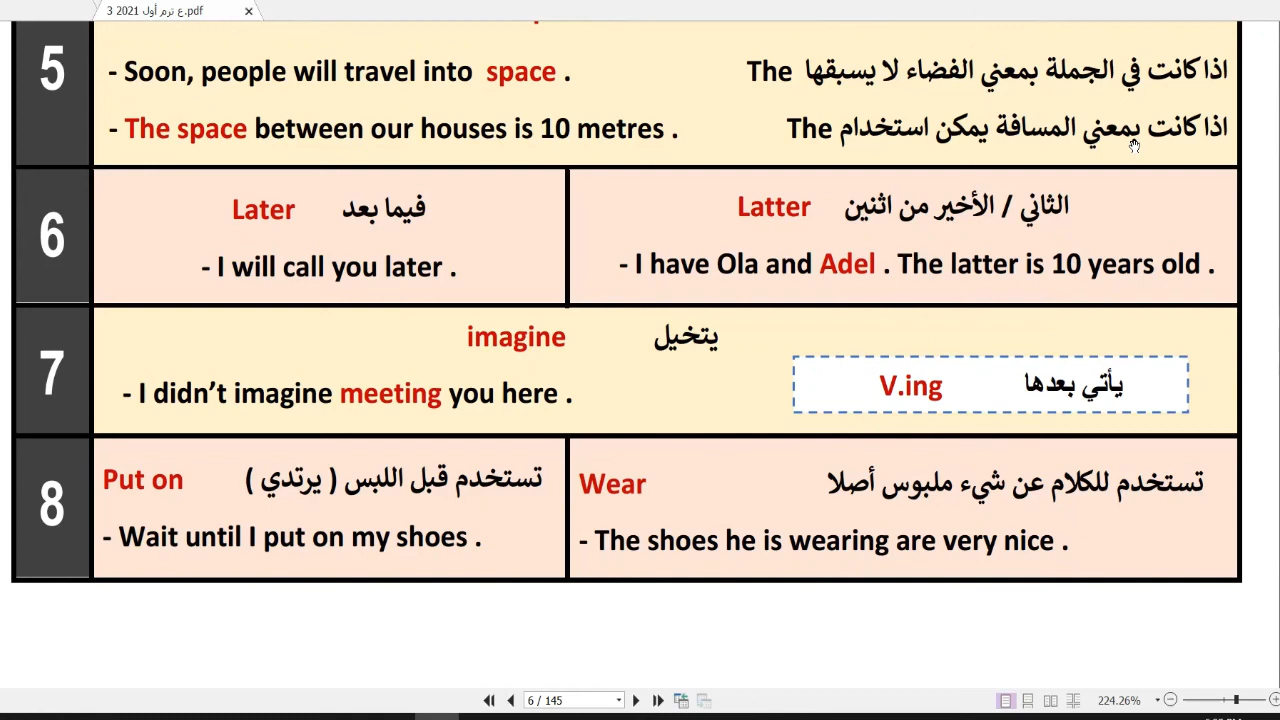 3 ع ترم أول 2021.pdf
5
- Soon, people will travel into space . اذا كانت في الجملة بمعني الفضاء لا يسبقها The
- The space between our houses is 10 metres . اذا كانت بمعني المسافة يمكن استخدام The
6
Later فيما بعد
- I will call you later .
Latter الثاني / الأخير من اثنين
- I have Ola and Adel . The latter is 10 years old .
7
imagine يتخيل
- I didn’t imagine meeting you here .
V.ing يأتي بعدها
8
Put on تستخدم قبل اللبس ( يرتدي )
- Wait until I put on my shoes .
Wear تستخدم للكلام عن شيء ملبوس أصلا
- The shoes he is wearing are very nice .
6 / 145
224.26%